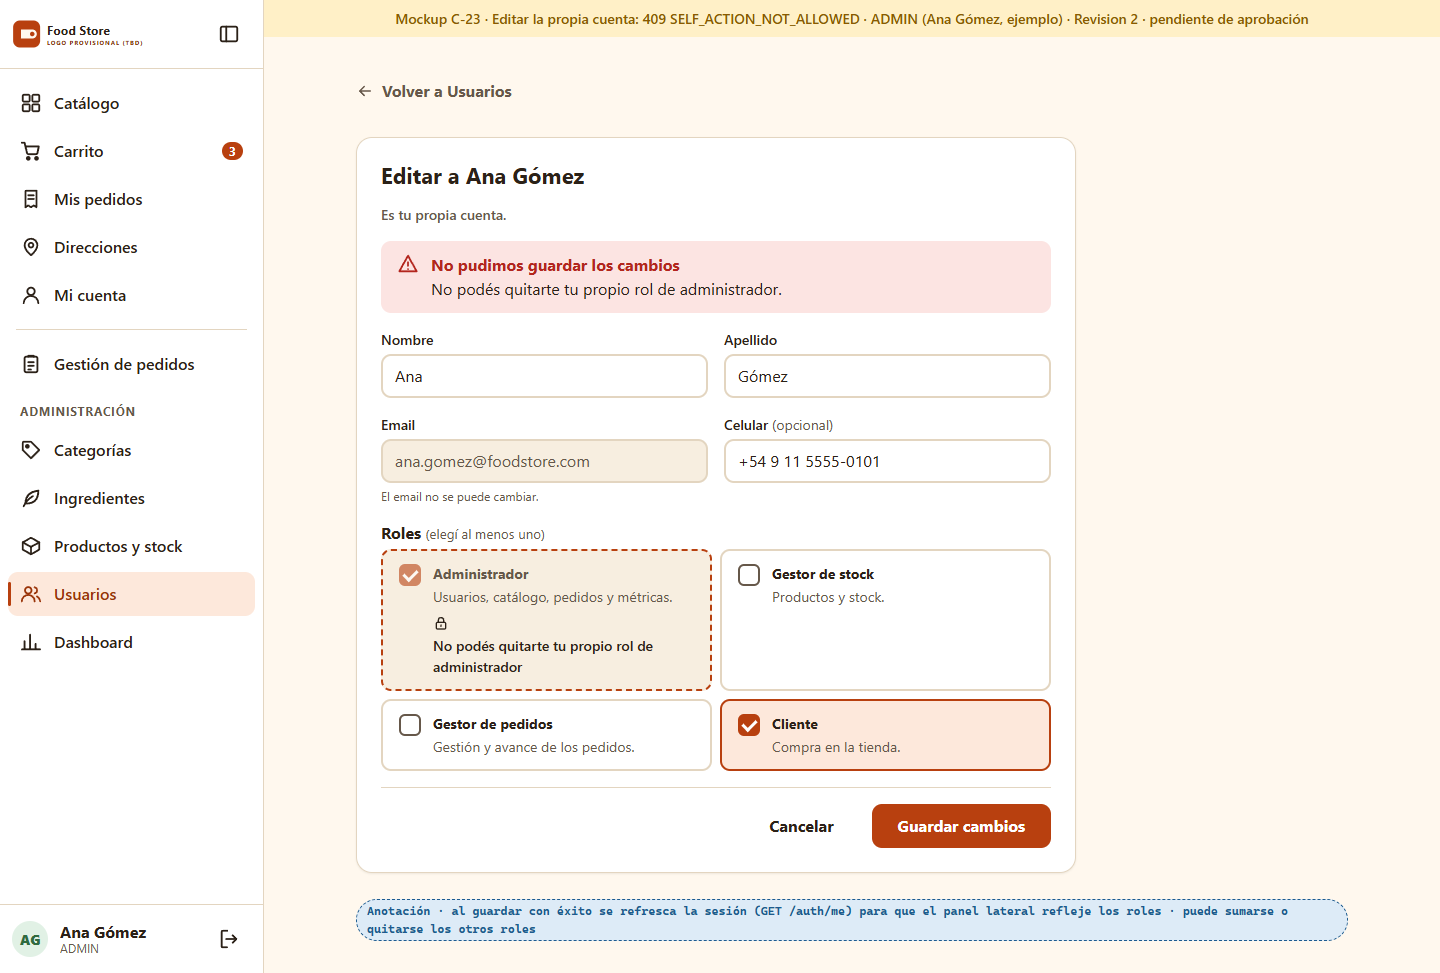 Mockup C-23 · Editar la propia cuenta: 409 SELF_ACTION_NOT_ALLOWED · ADMIN (Ana Gómez, ejemplo) · Revision 2 · pendiente de aprobación
Food Store
LOGO PROVISIONAL (TBD)
Catálogo
Carrito
3
Mis pedidos
Direcciones
Mi cuenta
Gestión de pedidos
ADMINISTRACIÓN
Categorías
Ingredientes
Productos y stock
Usuarios
Dashboard
AG
Ana Gómez
ADMIN
Volver a Usuarios
Editar a Ana Gómez
Es tu propia cuenta.
No pudimos guardar los cambios
No podés quitarte tu propio rol de administrador.
Nombre
Apellido
Ana
Gómez
Email
Celular (opcional)
ana.gomez@foodstore.com
+54 9 11 5555-0101
El email no se puede cambiar.
Roles (elegí al menos uno)
Administrador
Usuarios, catálogo, pedidos y métricas.
No podés quitarte tu propio rol de
administrador
Gestor de stock
Productos y stock.
Gestor de pedidos
Gestión y avance de los pedidos.
Cliente
Compra en la tienda.
Cancelar
Guardar cambios
Anotación · al guardar con éxito se refresca la sesión (GET /auth/me) para que el panel lateral refleje los roles · puede sumarse o
quitarse los otros roles